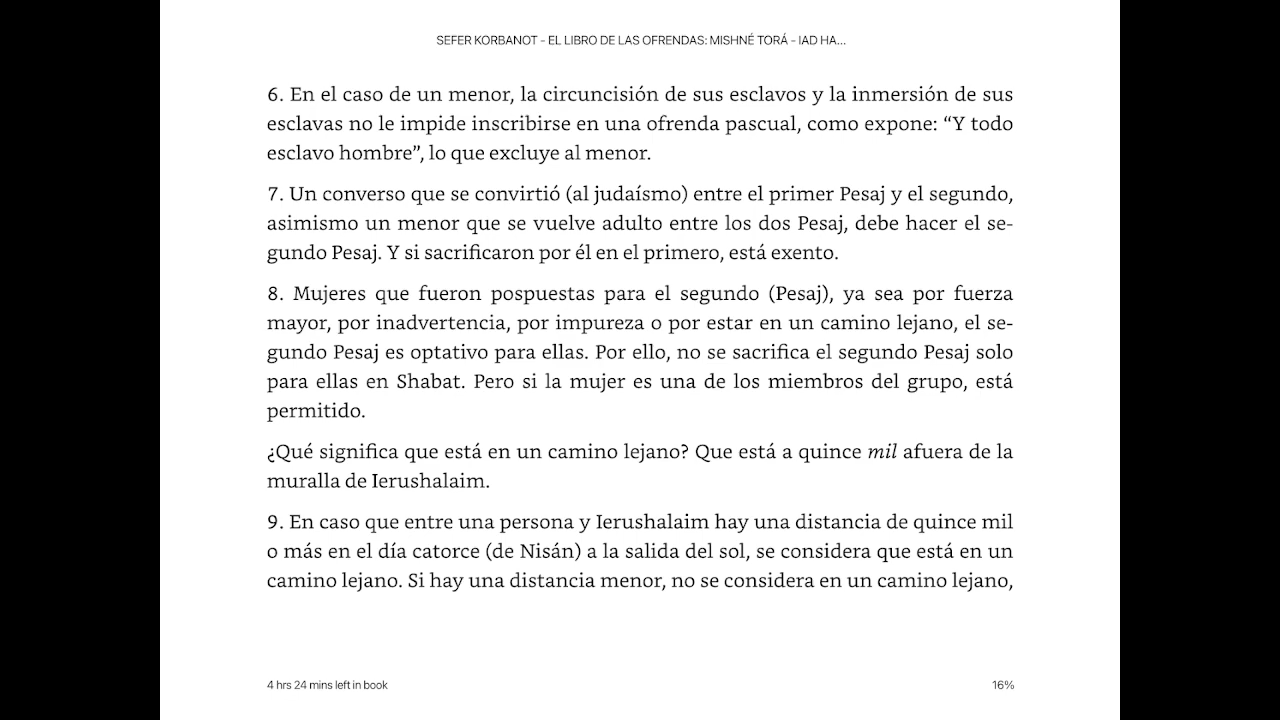 SEFER KORBANOT - EL LIBRO DE LAS OFRENDAS: MISHNÉ TORÁ - IAD HA...
6. En el caso de un menor, la circuncisión de sus esclavos y la inmersión de sus
esclavas no le impide inscribirse en una ofrenda pascual, como expone: “Y todo
esclavo hombre”, lo que excluye al menor.
7. Un converso que se convirtió (al judaísmo) entre el primer Pesaj y el segundo,
asimismo un menor que se vuelve adulto entre los dos Pesaj, debe hacer el se-
gundo Pesaj. Y si sacrificaron por él en el primero, está exento.
8. Mujeres que fueron pospuestas para el segundo (Pesaj), ya sea por fuerza
mayor, por inadvertencia, por impureza o por estar en un camino lejano, el se-
gundo Pesaj es optativo para ellas. Por ello, no se sacrifica el segundo Pesaj solo
para ellas en Shabat. Pero si la mujer es una de los miembros del grupo, está
permitido.
¿Qué significa que está en un camino lejano? Que está a quince mil afuera de la
muralla de Ierushalaim.
9. En caso que entre una persona y Ierushalaim hay una distancia de quince mil
o más en el día catorce (de Nisán) a la salida del sol, se considera que está en un
camino lejano. Si hay una distancia menor, no se considera en un camino lejano,
4 hrs 24 mins left in book
16%